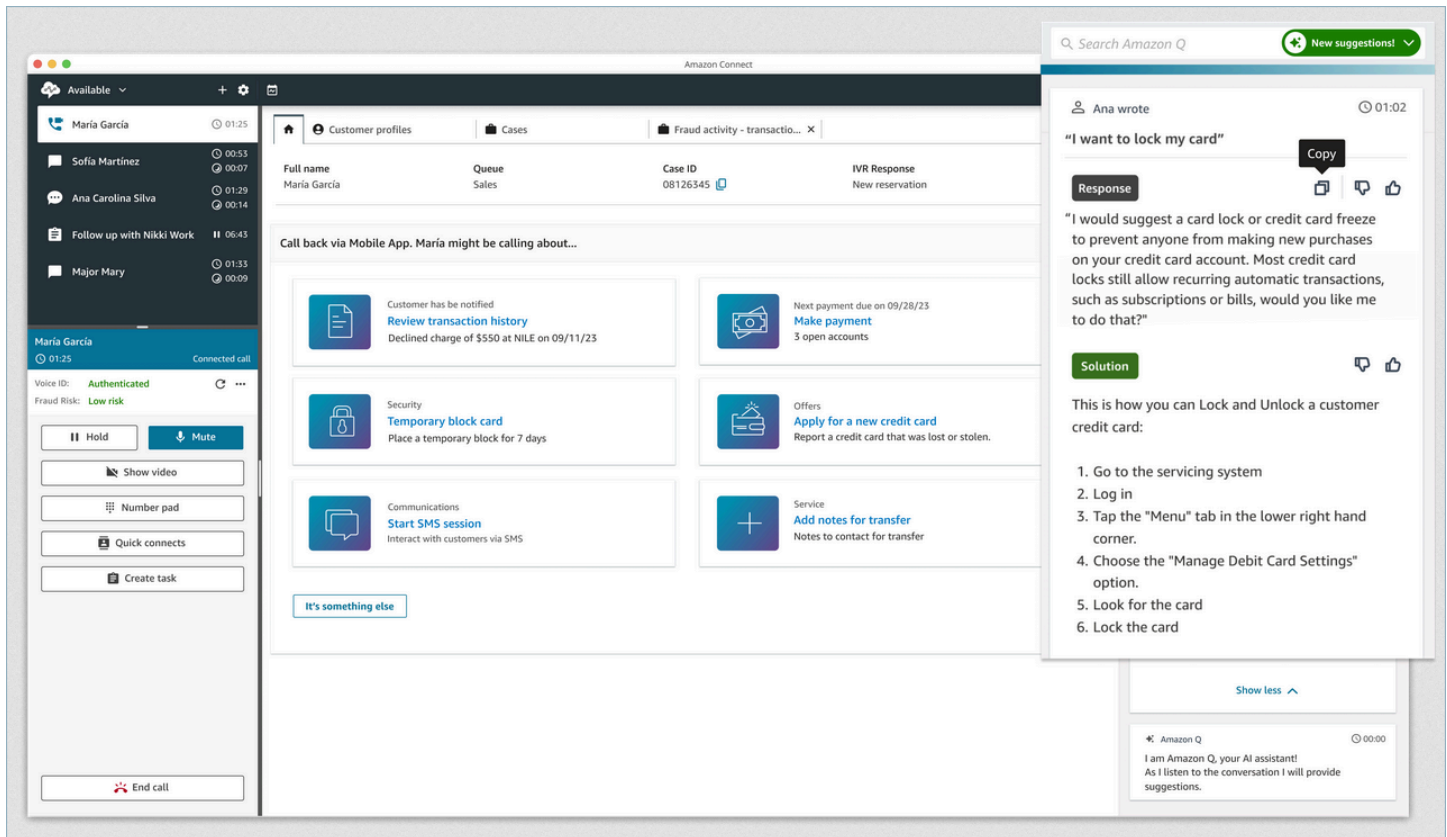 Amazon Connect
Available
María García 01:25
Sofía Martínez 00:53
00:07
Ana Carolina Silva 01:29
00:14
Follow up with Nikki Work 06:43
Major Mary 01:33
00:09
María García
01:25 Connected call
Voice ID: Authenticated
Fraud Risk: Low risk
Hold Mute
Show video
Number pad
Quick connects
Create task
End call
Customer profiles Cases Fraud activity - transactio...
Full name Queue Case ID IVR Response
María García Sales 08126345 New reservation
Call back via Mobile App. María might be calling about...
Customer has be notified
Review transaction history
Declined charge of $550 at NILE on 09/11/23
Next payment due on 09/28/23
Make payment
3 open accounts
Security
Temporary block card
Place a temporary block for 7 days
Offers
Apply for a new credit card
Report a credit card that was lost or stolen.
Communications
Start SMS session
Interact with customers via SMS
Service
Add notes for transfer
Notes to contact for transfer
It's something else
Search Amazon Q New suggestions!
Ana wrote 01:02
“I want to lock my card”
Copy
Response
“I would suggest a card lock or credit card freeze
to prevent anyone from making new purchases
on your credit card account. Most credit card
locks still allow recurring automatic transactions,
such as subscriptions or bills, would you like me
to do that?"
Solution
This is how you can Lock and Unlock a customer
credit card:
1. Go to the servicing system
2. Log in
3. Tap the "Menu" tab in the lower right hand
corner.
4. Choose the "Manage Debit Card Settings"
option.
5. Look for the card
6. Lock the card
Show less
Amazon Q 00:00
I am Amazon Q, your AI assistant!
As I listen to the conversation I will provide
suggestions.